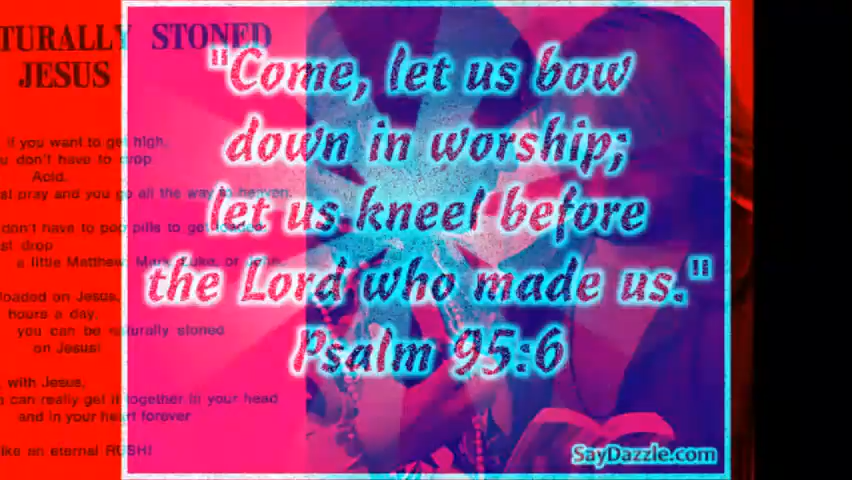 TURALLY STONED
JESUS
if you want to get high,
u don't have to drop
Acid.
st pray and you go all the way to heaven.
don't have to pop pills to get loaded.
st drop
a little Matthew, Mark, Luke, or John.
loaded on Jesus,
hours a day.
you can be naturally stoned
on Jesus!
with Jesus,
can really get it together in your head
and in your heart forever
ike an eternal RUSH!
"Come, let us bow
down in worship;
let us kneel before
the Lord who made us."
Psalm 95:6
SayDazzle.com